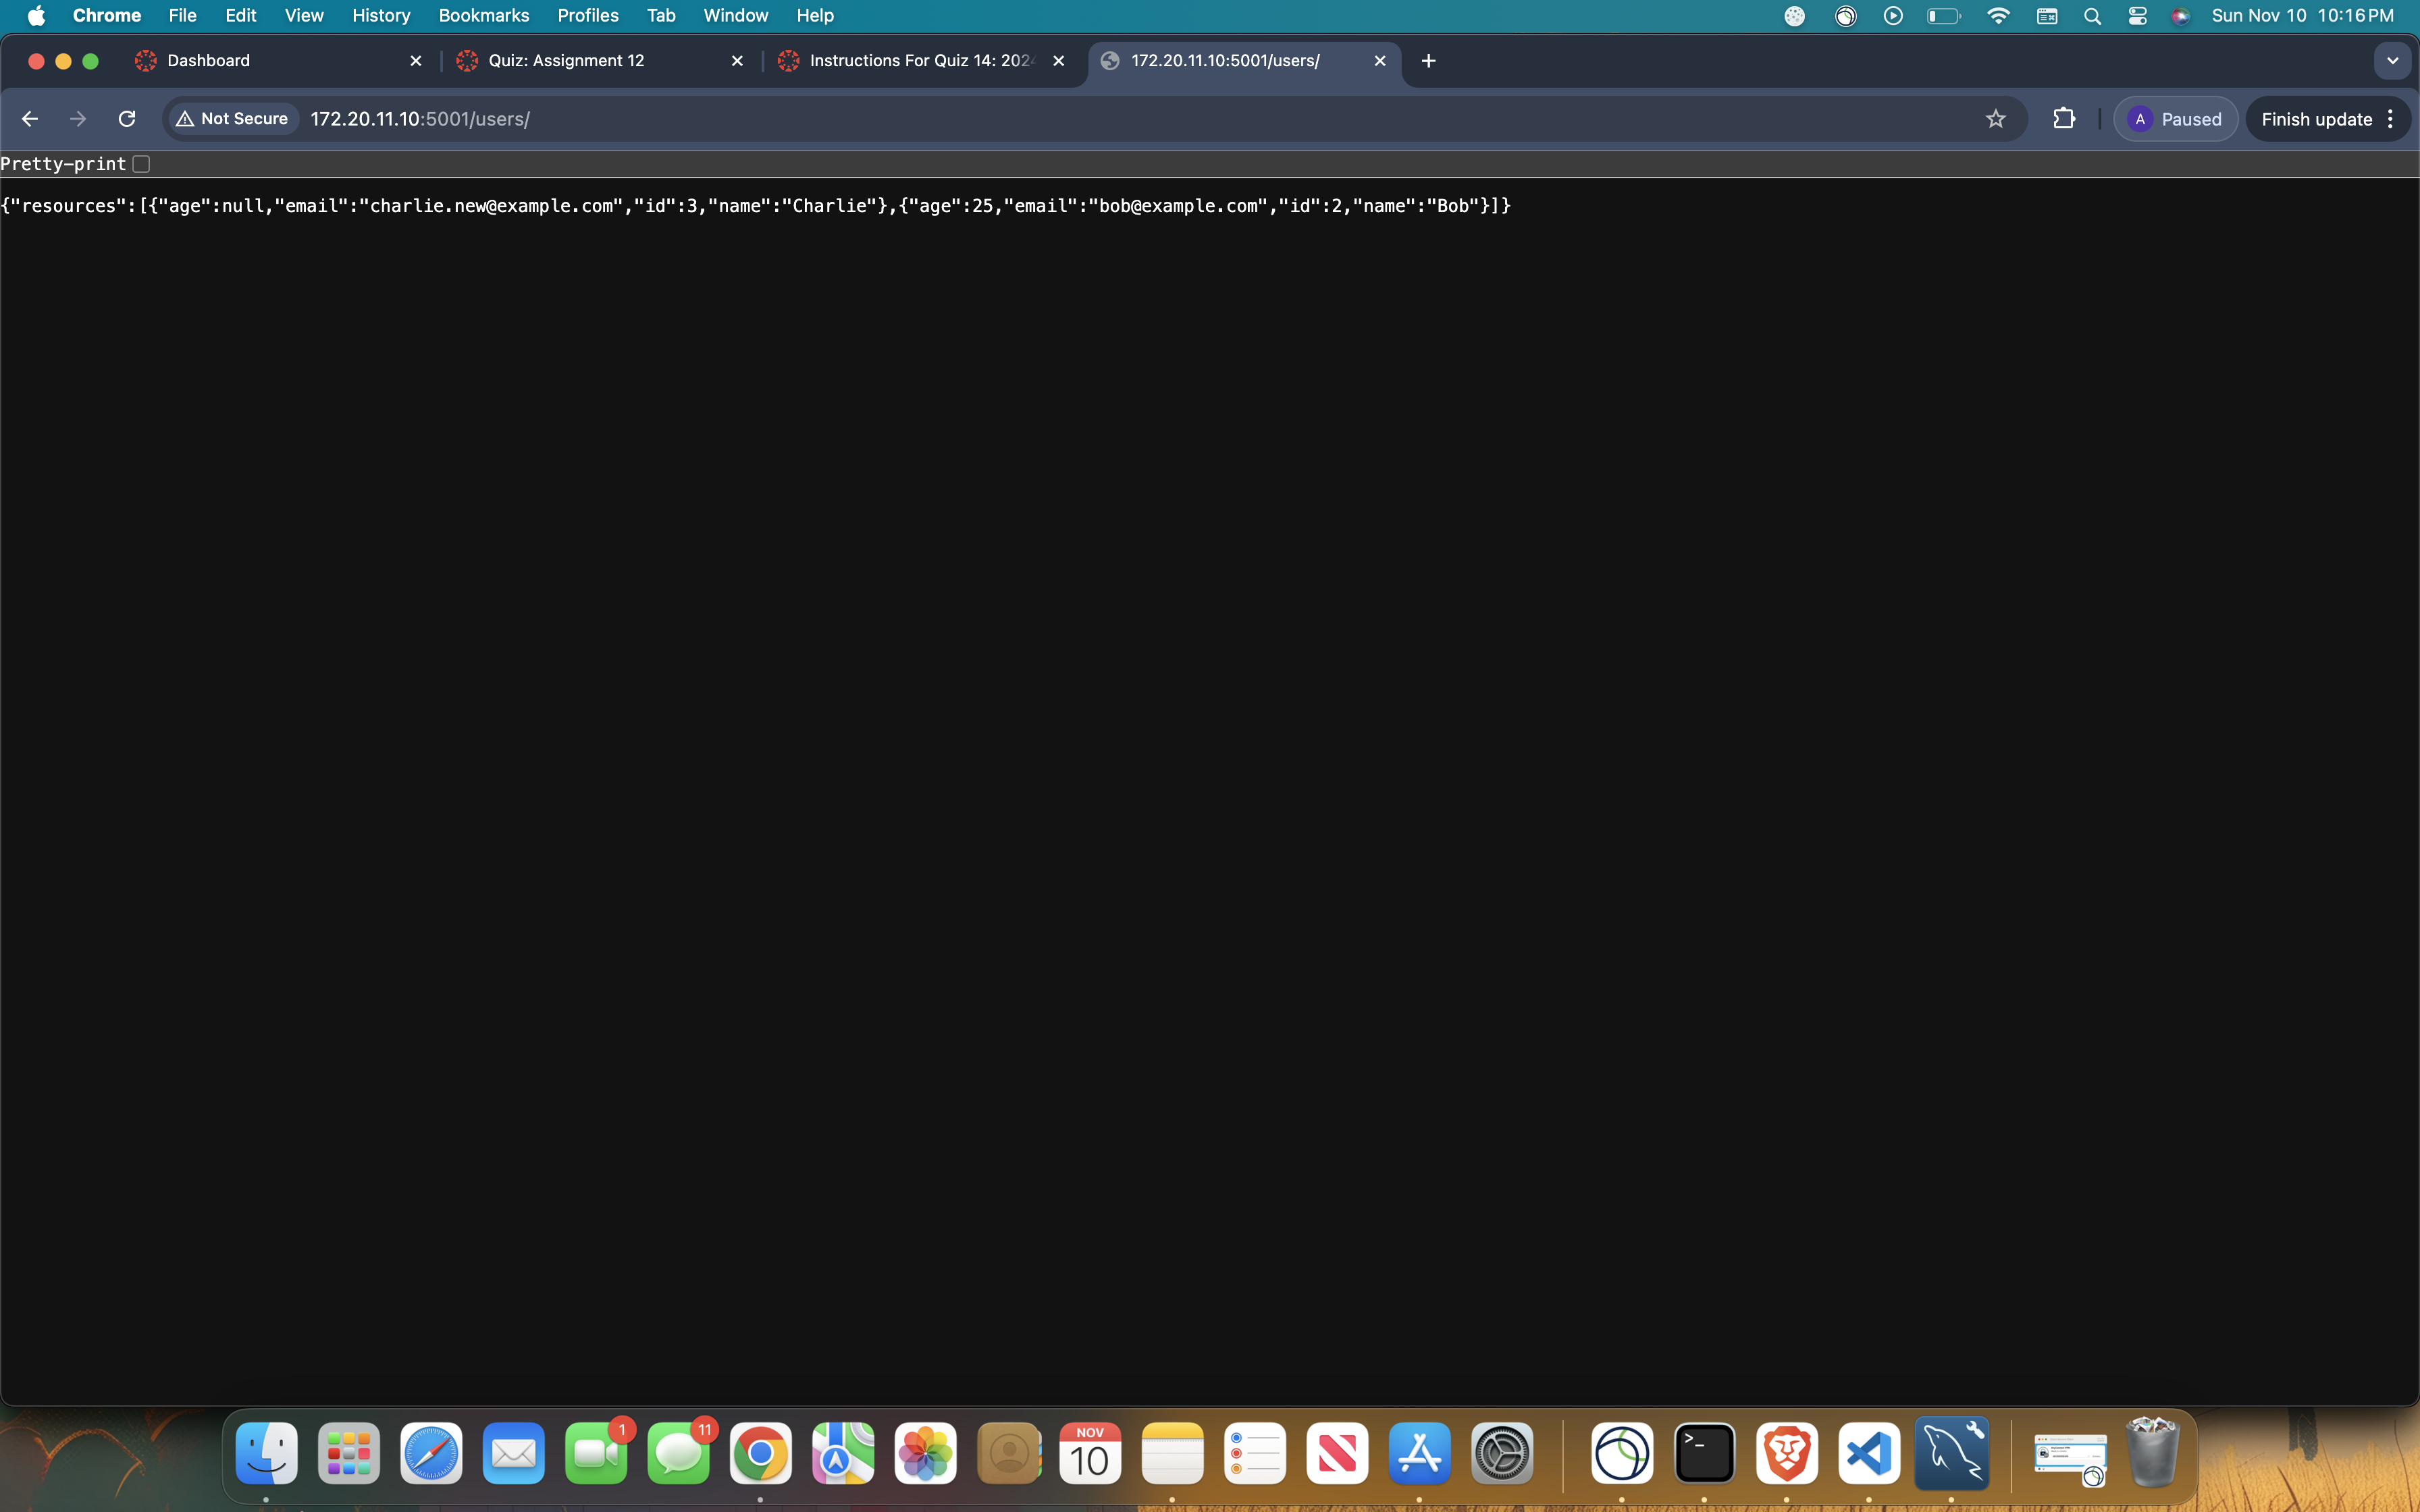 Chrome File Edit View History Bookmarks Profiles Tab Window Help Sun Nov 10 10:16 PM
Dashboard Quiz: Assignment 12 Instructions For Quiz 14: 202 172.20.11.10:5001/users/
Not Secure 172.20.11.10:5001/users/ A Paused Finish update
Pretty-print
{"resources":[{"age":null,"email":"charlie.new@example.com","id":3,"name":"Charlie"},{"age":25,"email":"bob@example.com","id":2,"name":"Bob"}]}
1 11 NOV 10 >_